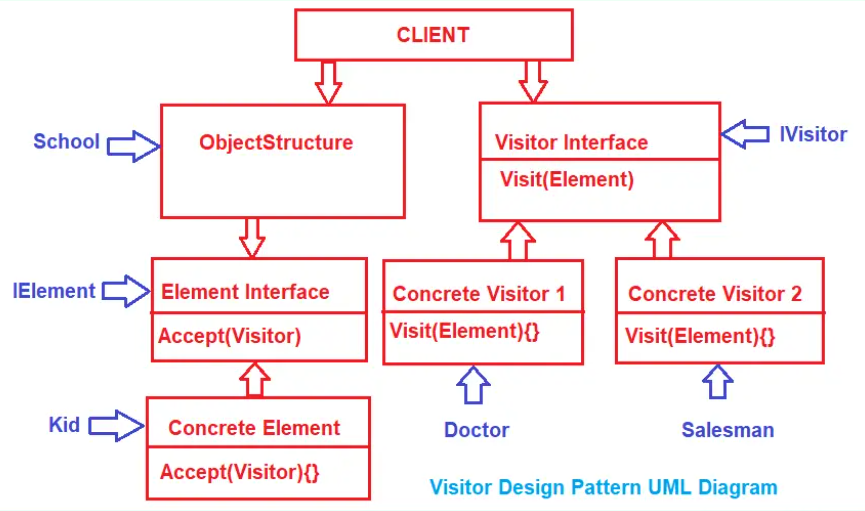 CLIENT
School
ObjectStructure
Visitor Interface
IVisitor
Visit(Element)
IElement
Element Interface
Accept(Visitor)
Concrete Visitor 1
Visit(Element){}
Concrete Visitor 2
Visit(Element){}
Kid
Concrete Element
Accept(Visitor){}
Doctor
Salesman
Visitor Design Pattern UML Diagram